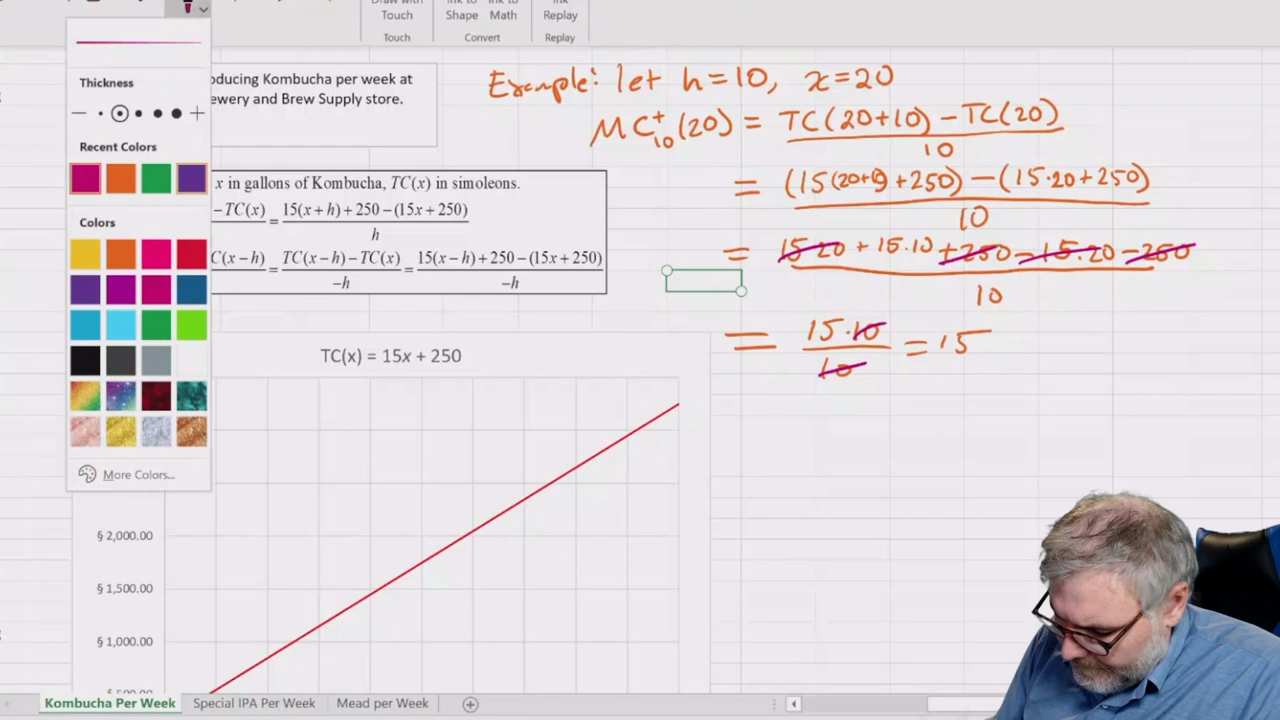 Draw with Touch
Ink to Shape
Ink to Math
Ink Replay
Touch
Convert
Replay
Thickness
Recent Colors
Colors
More Colors...
oducing Kombucha per week at
ewery and Brew Supply store.
x in gallons of Kombucha, TC(x) in simoleons.
−TC(x) = 15(x+h)+250−(15x+250)
h
C(x−h) = TC(x−h)−TC(x) = 15(x−h)+250−(15x+250)
−h −h
Example: let h=10, x=20
MC₁₀⁺(20) = TC(20+10) − TC(20)
10
= (15(20+10)+250) − (15·20+250)
10
= 15·20 + 15·10 +250 − 15·20 − 250
10
= 15·10 = 15
10
TC(x) = 15x + 250
§ 2,000.00
§ 1,500.00
§ 1,000.00
Kombucha Per Week
Special IPA Per Week
Mead per Week